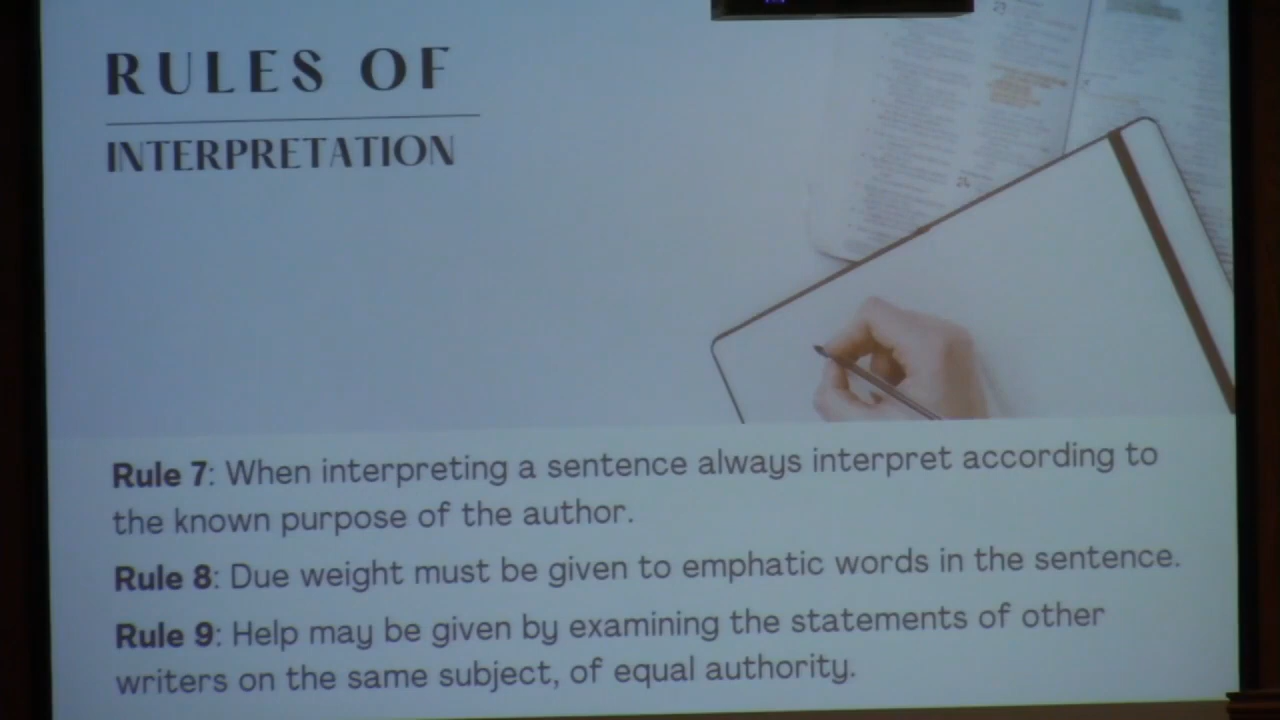 RULES OF
INTERPRETATION
Rule 7: When interpreting a sentence always interpret according to
the known purpose of the author.
Rule 8: Due weight must be given to emphatic words in the sentence.
Rule 9: Help may be given by examining the statements of other
writers on the same subject, of equal authority.